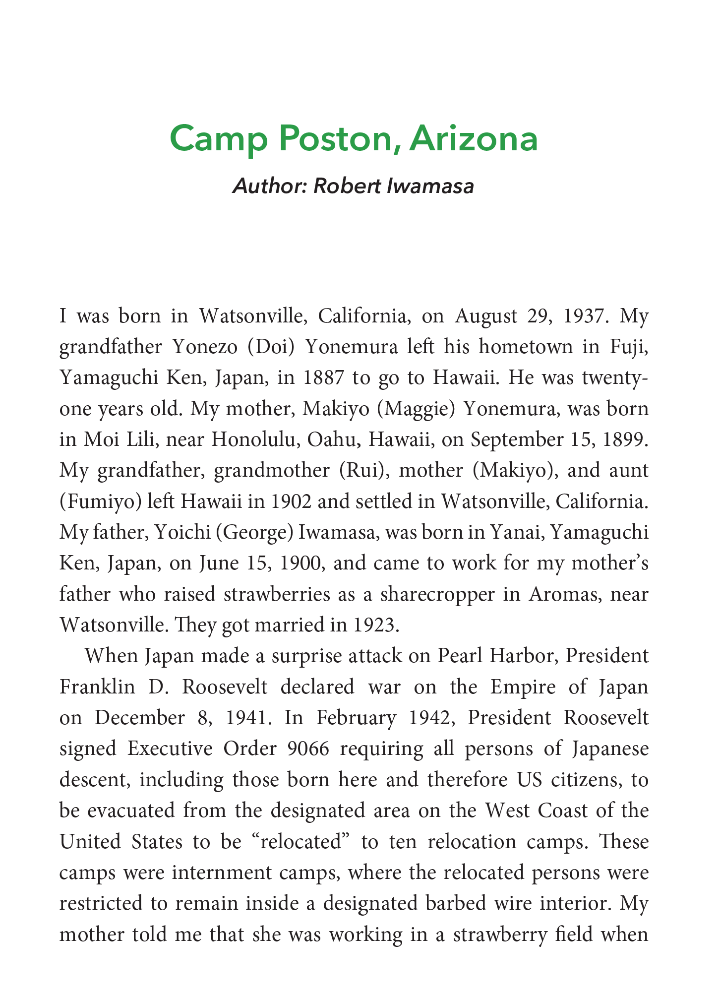 Camp Poston, Arizona
Author: Robert Iwamasa
I was born in Watsonville, California, on August 29, 1937. My
grandfather Yonezo (Doi) Yonemura left his hometown in Fuji,
Yamaguchi Ken, Japan, in 1887 to go to Hawaii. He was twenty-
one years old. My mother, Makiyo (Maggie) Yonemura, was born
in Moi Lili, near Honolulu, Oahu, Hawaii, on September 15, 1899.
My grandfather, grandmother (Rui), mother (Makiyo), and aunt
(Fumiyo) left Hawaii in 1902 and settled in Watsonville, California.
My father, Yoichi (George) Iwamasa, was born in Yanai, Yamaguchi
Ken, Japan, on June 15, 1900, and came to work for my mother’s
father who raised strawberries as a sharecropper in Aromas, near
Watsonville. They got married in 1923.
When Japan made a surprise attack on Pearl Harbor, President
Franklin D. Roosevelt declared war on the Empire of Japan
on December 8, 1941. In February 1942, President Roosevelt
signed Executive Order 9066 requiring all persons of Japanese
descent, including those born here and therefore US citizens, to
be evacuated from the designated area on the West Coast of the
United States to be “relocated” to ten relocation camps. These
camps were internment camps, where the relocated persons were
restricted to remain inside a designated barbed wire interior. My
mother told me that she was working in a strawberry field when